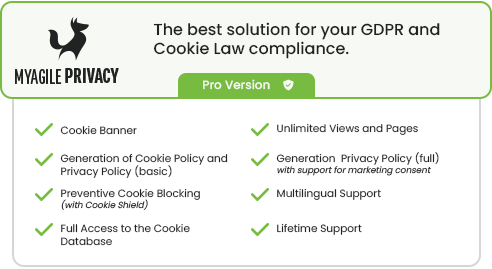 The best solution for your GDPR and
Cookie Law compliance.
MYAGILE PRIVACY
Pro Version
Cookie Banner
Generation of Cookie Policy and
Privacy Policy (basic)
Preventive Cookie Blocking
(with Cookie Shield)
Full Access to the Cookie
Database
Unlimited Views and Pages
Generation Privacy Policy (full)
with support for marketing consent
Multilingual Support
Lifetime Support